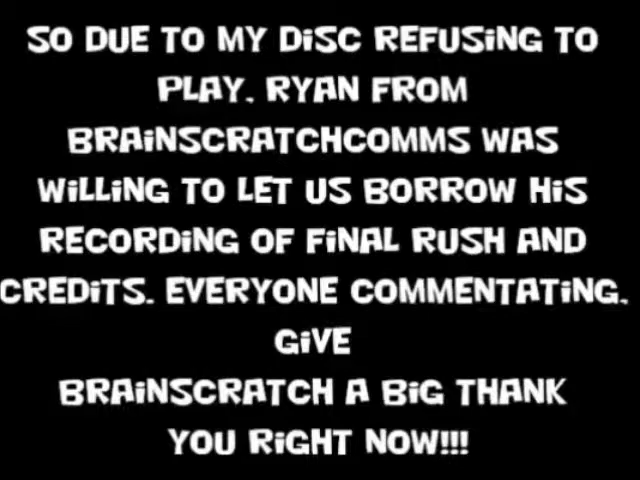 SO DUE TO MY DiSC REFUSiNG TO
PLAY. RYAN FROM
BRAiNSCRATCHCOMMS WAS
WiLLiNG TO LET US BORROW HiS
RECORDiNG OF FiNAL RUSH AND
CREDiTS. EVERYONE COMMENTATiNG.
GiVE
BRAiNSCRATCH A BiG THANK
YOU RiGHT NOW!!!